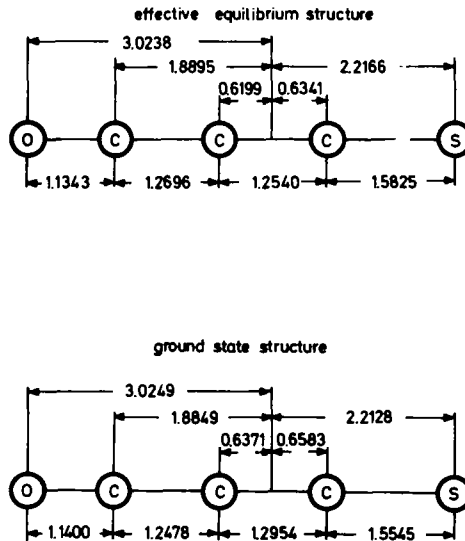 effective equilibrium structure
3.0238
1.8895 2.2166
0.6199 0.6341
O C C C S
1.1343 1.2696 1.2540 1.5825
ground state structure
3.0249
1.8849 2.2128
0.6371 0.6583
O C C C S
1.1400 1.2478 1.2954 1.5545